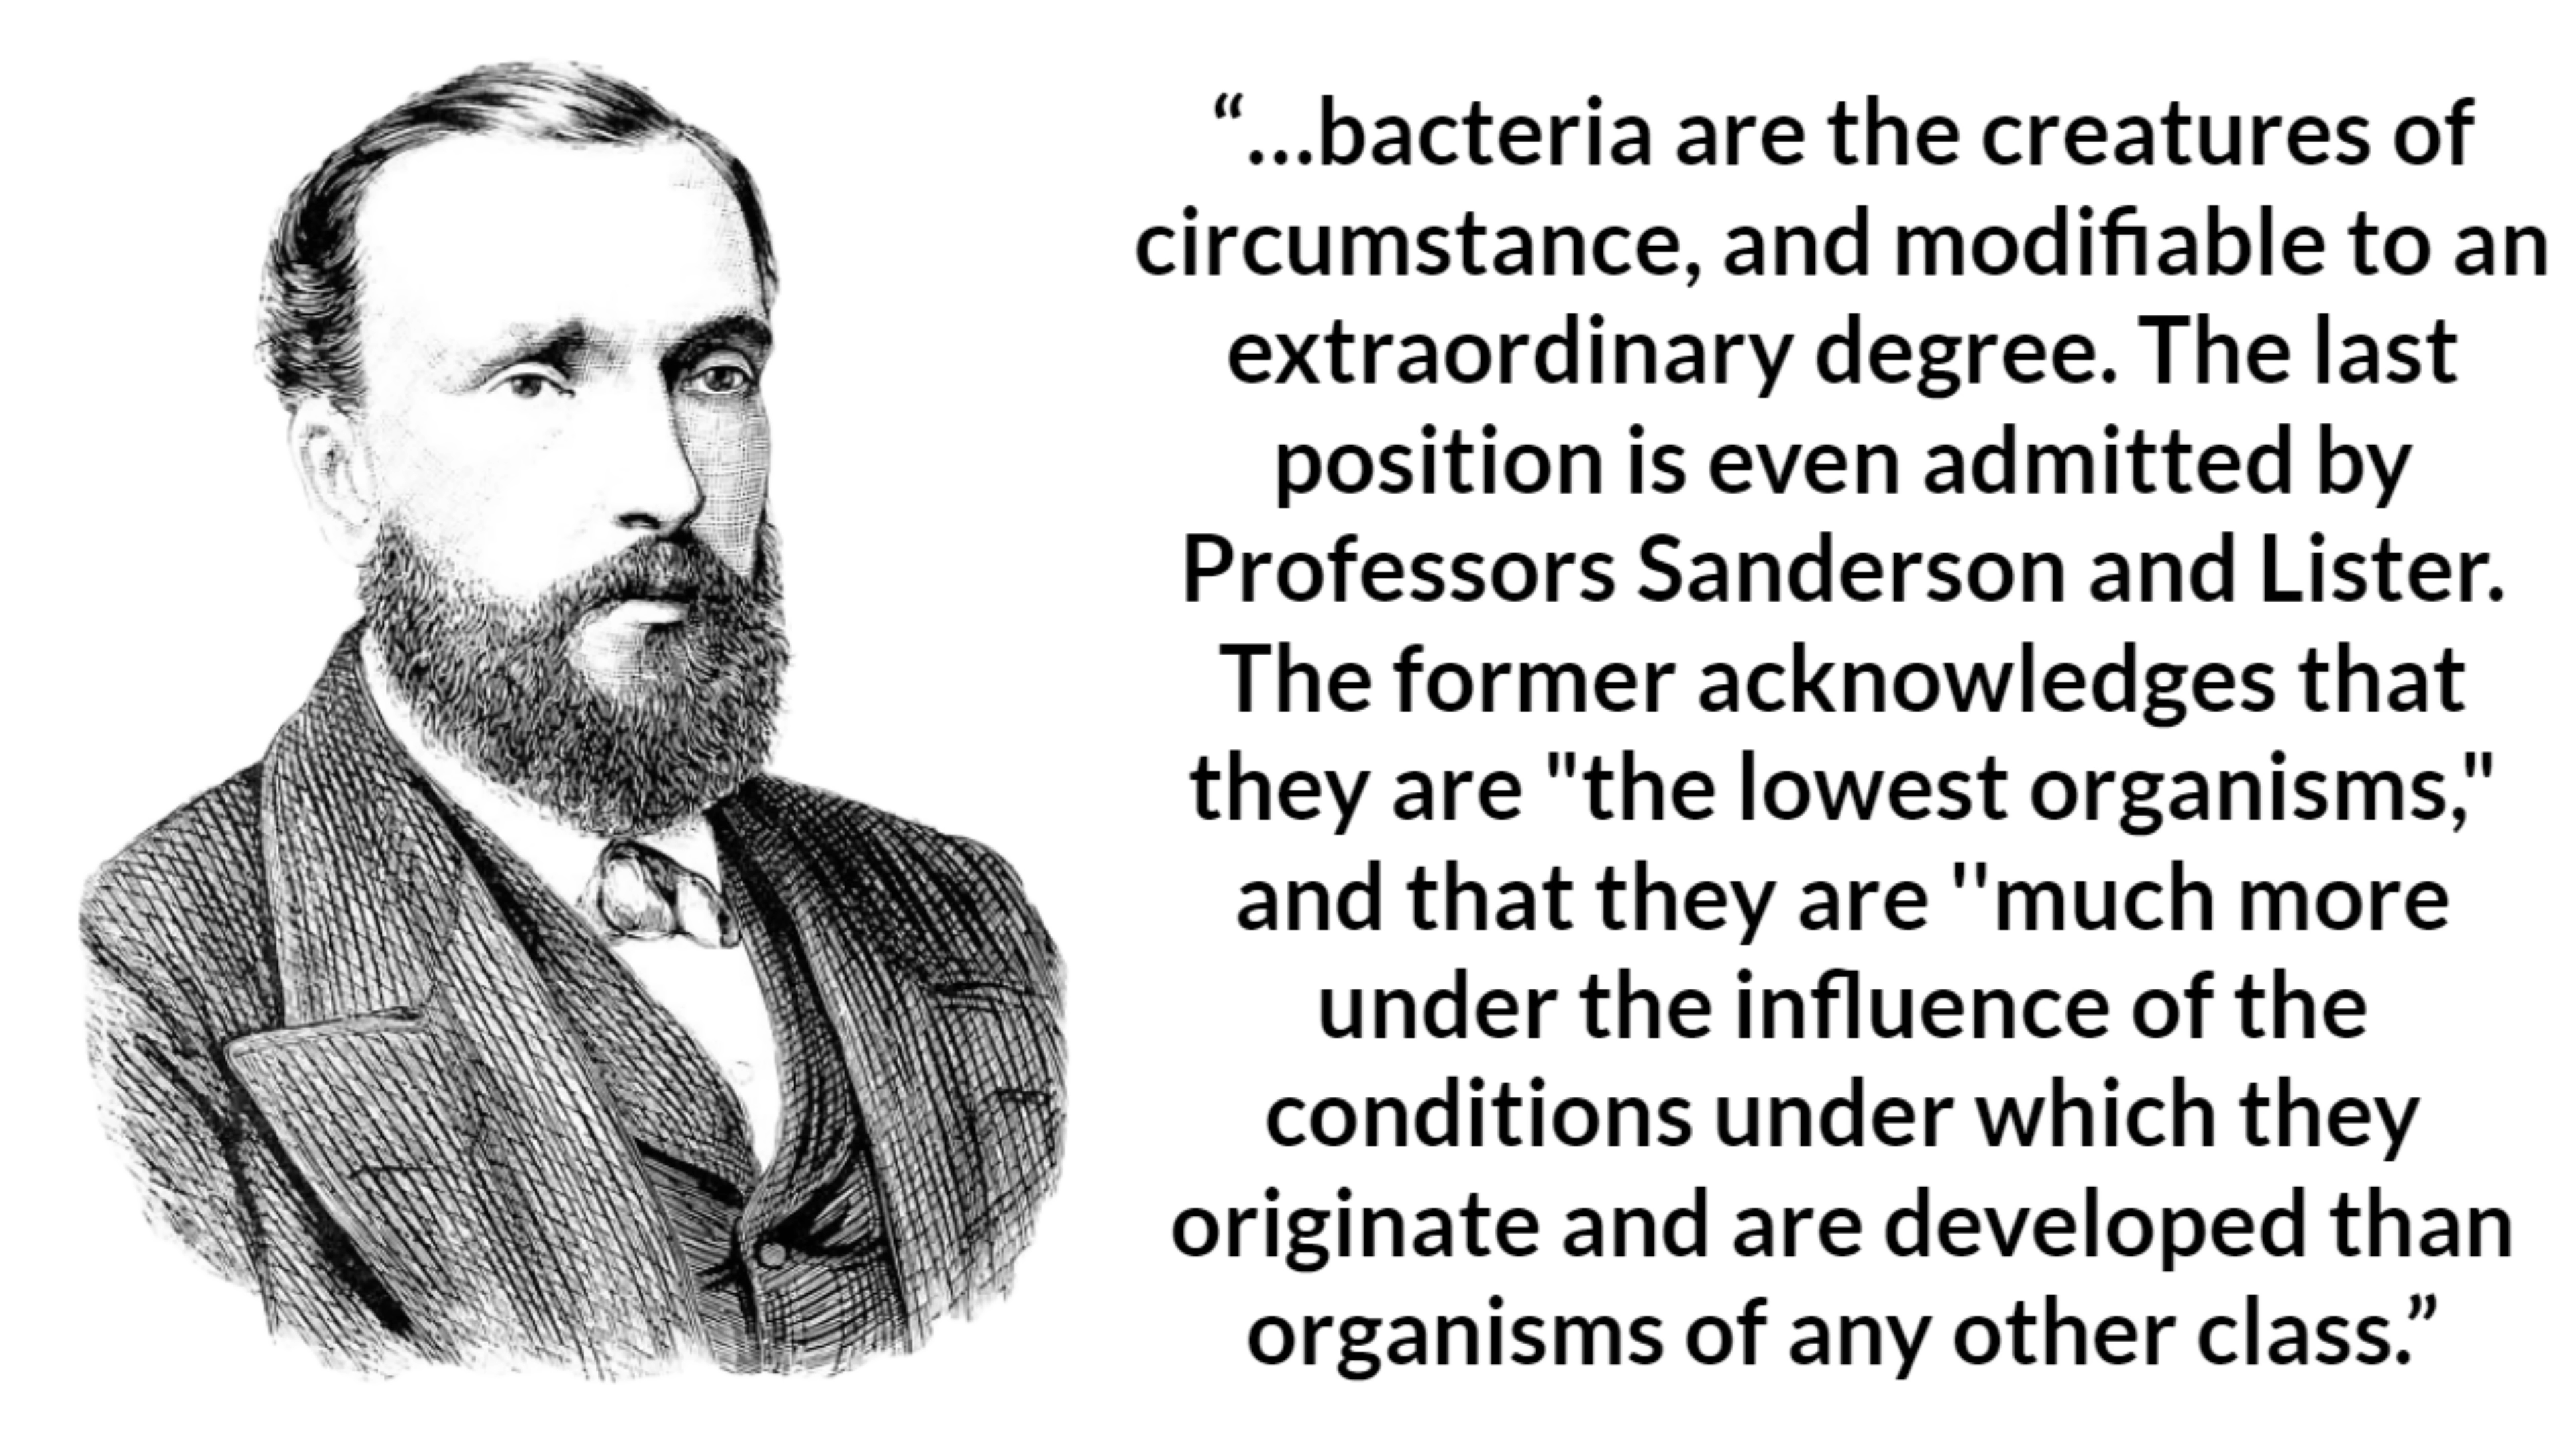 “...bacteria are the creatures of
circumstance, and modifiable to an
extraordinary degree. The last
position is even admitted by
Professors Sanderson and Lister.
The former acknowledges that
they are "the lowest organisms,"
and that they are ''much more
under the influence of the
conditions under which they
originate and are developed than
organisms of any other class.”